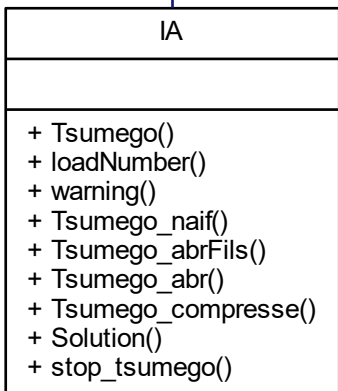 IA
+ Tsumego()
+ loadNumber()
+ warning()
+ Tsumego_naif()
+ Tsumego_abrFils()
+ Tsumego_abr()
+ Tsumego_compresse()
+ Solution()
+ stop_tsumego()